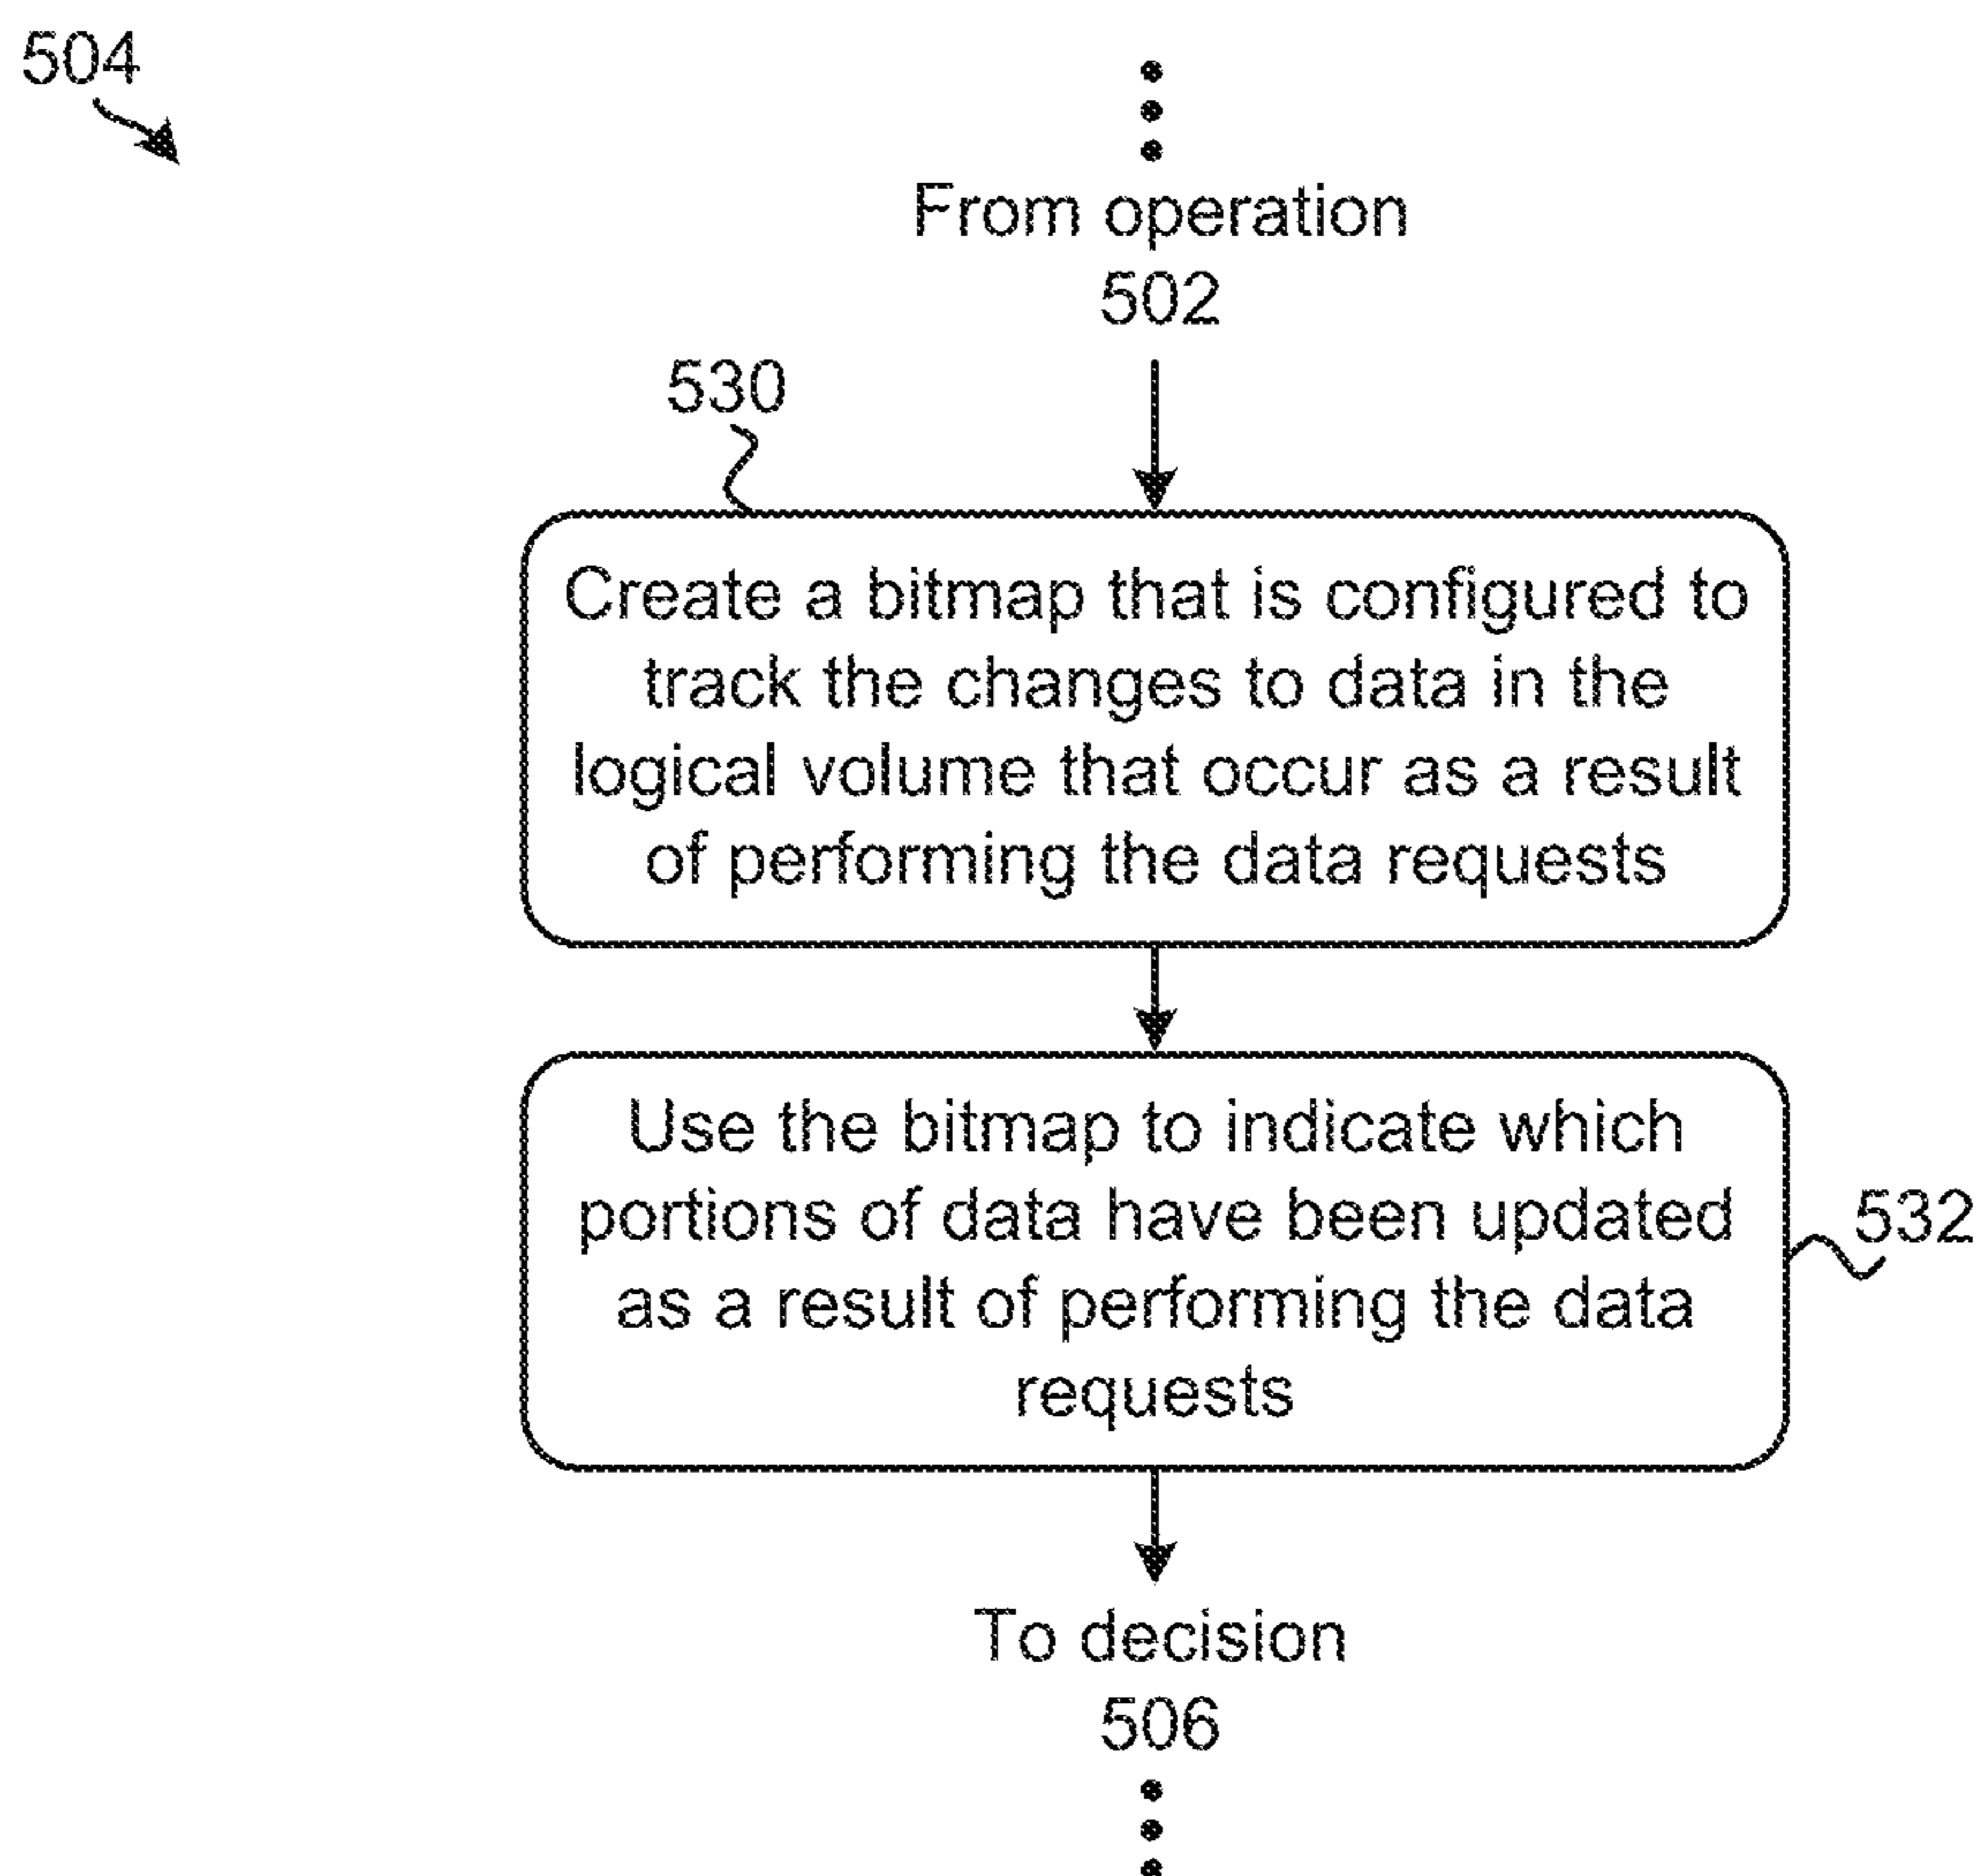 504
From operation
502
530
Create a bitmap that is configured to
track the changes to data in the
logical volume that occur as a result
of performing the data requests
Use the bitmap to indicate which
portions of data have been updated
as a result of performing the data
requests
532
To decision
506